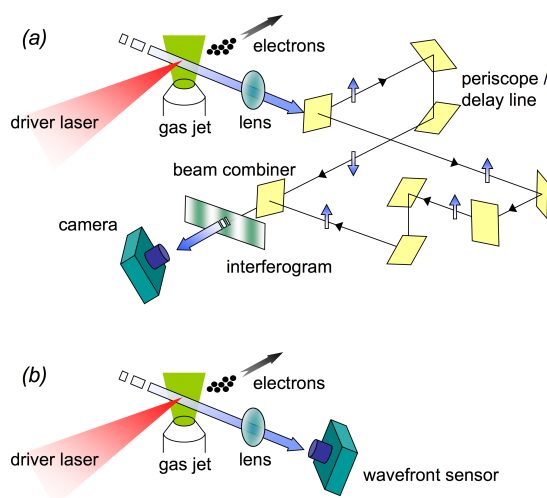 (a)
electrons
periscope /
delay line
driver laser
gas jet
lens
beam combiner
camera
interferogram
(b)
electrons
driver laser
gas jet
lens
wavefront sensor